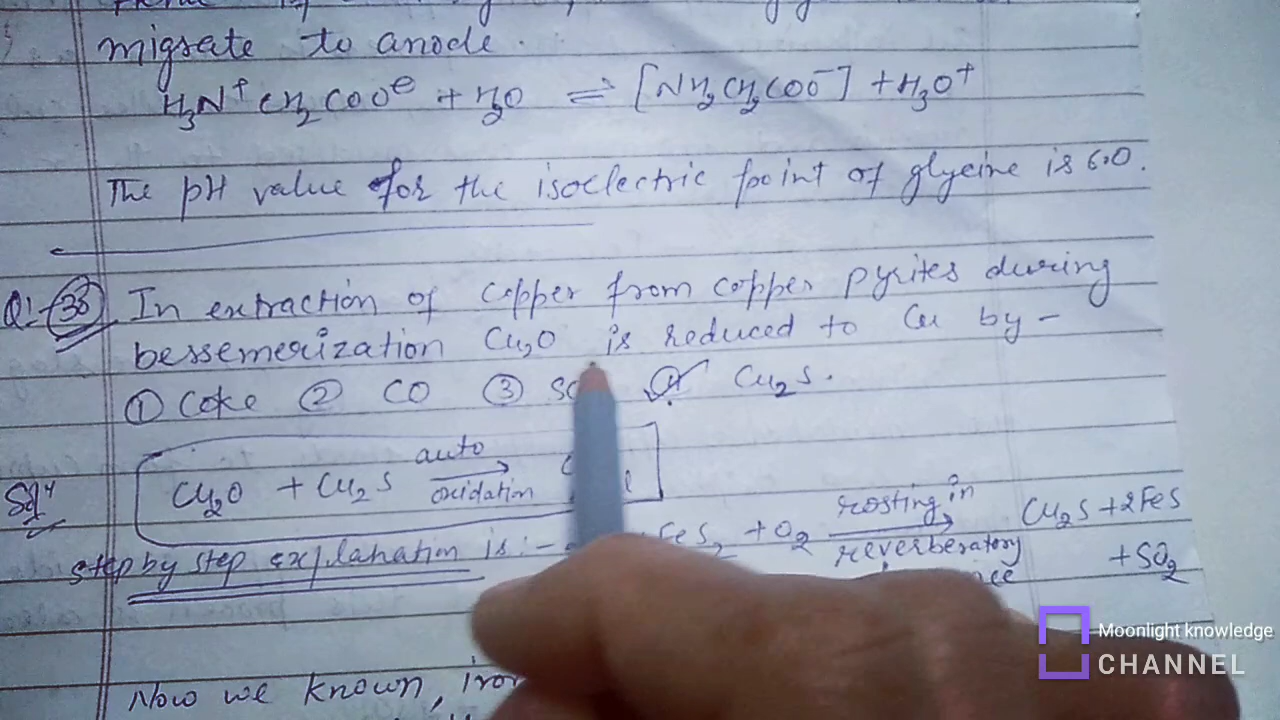 migrate to anode.
H₃N⁺CH₂COO⊖ + H₂O ⇌ [NH₂CH₂COO⁻] + H₃O⁺
The pH value for the isoelectric point of glycine is 6.0.
Q:- 35 In extraction of copper from copper pyrites during
bessemerization Cu₂O is reduced to Cu by -
① Coke ② CO ③ ④ Cu₂S.
Solⁿ Cu₂O + Cu₂S auto oxidation
step by step explanation is:- FeS₂ + O₂ rosting in reverberatory Cu₂S + 2FeS + SO₂
Now we known,
Moonlight knowledge
CHANNEL